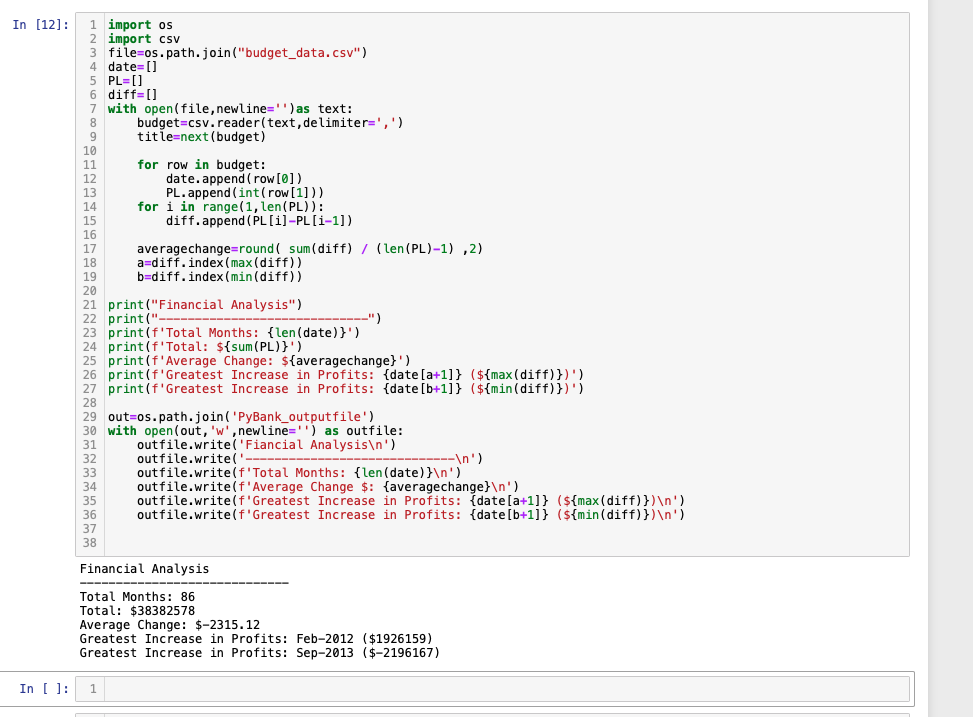 In [12]:
1 import os
2 import csv
3 file=os.path.join("budget_data.csv")
4 date=[]
5 PL=[]
6 diff=[]
7 with open(file,newline='')as text:
8     budget=csv.reader(text,delimiter=',')
9     title=next(budget)
10
11     for row in budget:
12         date.append(row[0])
13         PL.append(int(row[1]))
14     for i in range(1,len(PL)):
15         diff.append(PL[i]-PL[i-1])
16
17     averagechange=round( sum(diff) / (len(PL)-1) ,2)
18     a=diff.index(max(diff))
19     b=diff.index(min(diff))
20
21 print("Financial Analysis")
22 print("-----------------------------")
23 print(f'Total Months: {len(date)}')
24 print(f'Total: ${sum(PL)}')
25 print(f'Average Change: ${averagechange}')
26 print(f'Greatest Increase in Profits: {date[a+1]} (${max(diff)})')
27 print(f'Greatest Increase in Profits: {date[b+1]} (${min(diff)})')
28
29 out=os.path.join('PyBank_outputfile')
30 with open(out,'w',newline='') as outfile:
31     outfile.write('Fiancial Analysis\n')
32     outfile.write('-----------------------------\n')
33     outfile.write(f'Total Months: {len(date)}\n')
34     outfile.write(f'Average Change $: {averagechange}\n')
35     outfile.write(f'Greatest Increase in Profits: {date[a+1]} (${max(diff)})\n')
36     outfile.write(f'Greatest Increase in Profits: {date[b+1]} (${min(diff)})\n')
37
38
Financial Analysis
-----------------------------
Total Months: 86
Total: $38382578
Average Change: $-2315.12
Greatest Increase in Profits: Feb-2012 ($1926159)
Greatest Increase in Profits: Sep-2013 ($-2196167)
In [ ]:
1